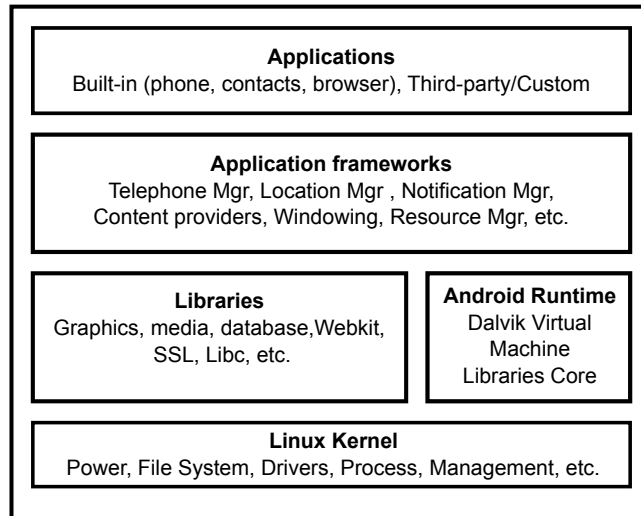 Applications
Built-in (phone, contacts, browser), Third-party/Custom
Application frameworks
Telephone Mgr, Location Mgr , Notification Mgr,
Content providers, Windowing, Resource Mgr, etc.
Libraries
Graphics, media, database,Webkit,
SSL, Libc, etc.
Android Runtime
Dalvik Virtual
Machine
Libraries Core
Linux Kernel
Power, File System, Drivers, Process, Management, etc.